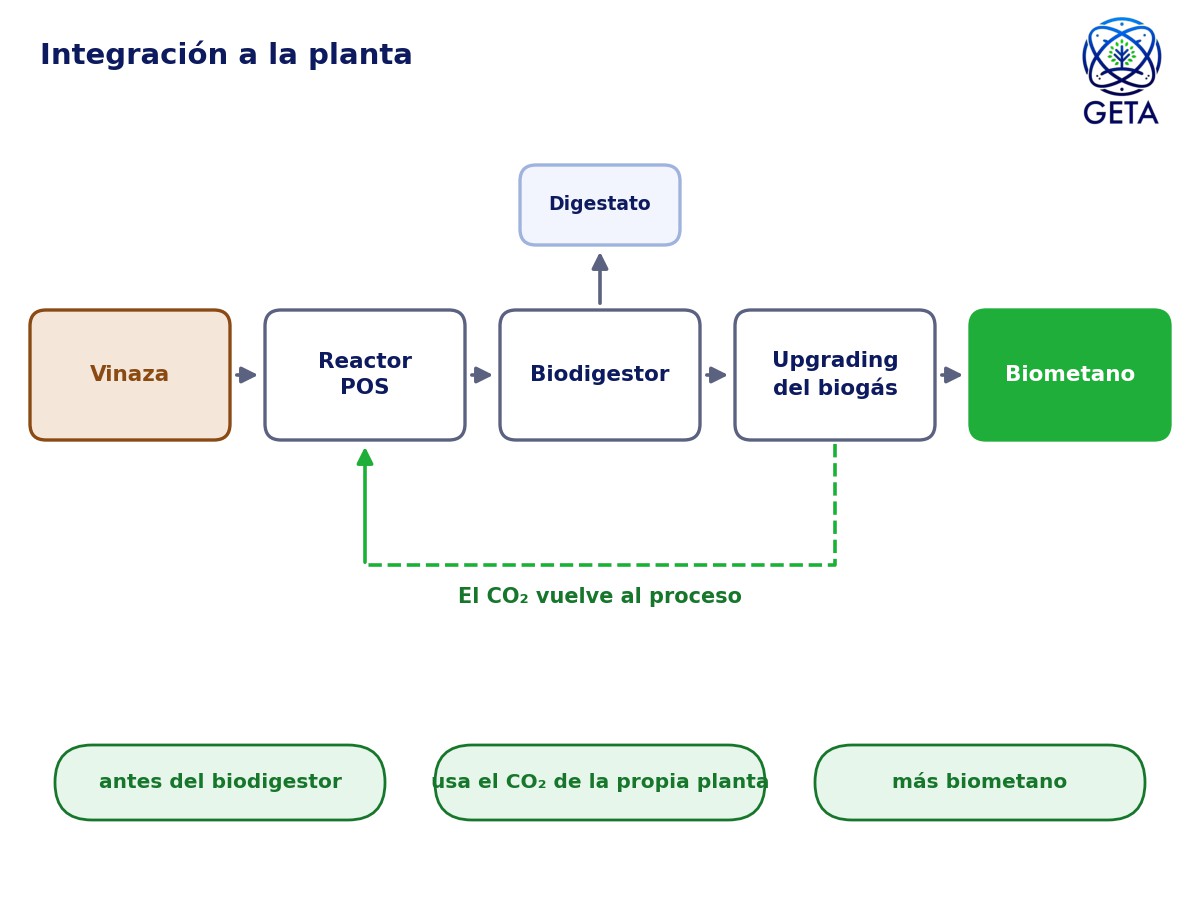 Integración a la planta
GETA
Digestato
Vinaza
Reactor
POS
Biodigestor
Upgrading
del biogás
Biometano
El CO₂ vuelve al proceso
antes del biodigestor
usa el CO₂ de la propia planta
más biometano